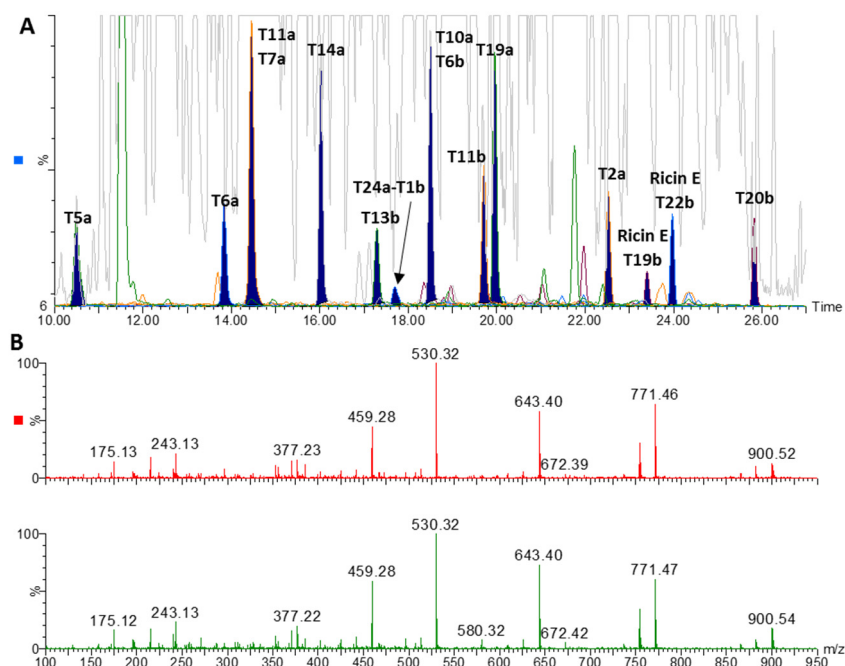 A
T11a
T7a
T14a
T10a
T6b
T19a
T11b
T24a-T1b
T13b
T5a
T6a
T2a
Ricin E
T22b
Ricin E
T19b
T20b
%
6
10.00 12.00 14.00 16.00 18.00 20.00 22.00 24.00 26.00 Time
B
100
%
0
530.32
459.28
643.40
771.46
175.13
243.13
377.23
672.39
900.52
100
%
0
530.32
459.28
643.40
771.47
175.12
243.13
377.22
580.32
672.42
900.54
100 150 200 250 300 350 400 450 500 550 600 650 700 750 800 850 900 950 m/z